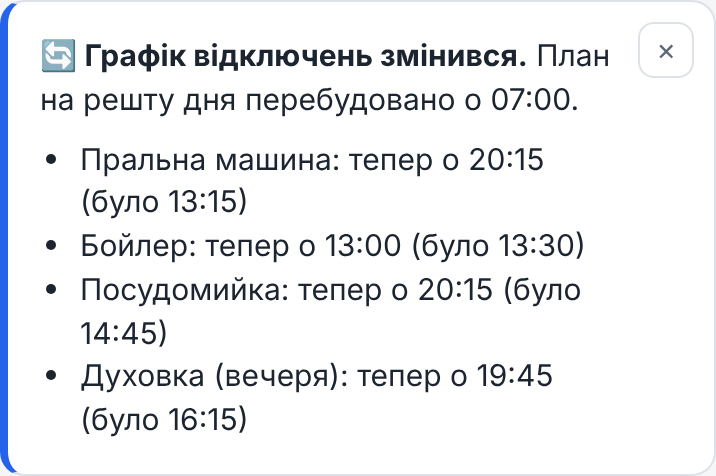 🔄 Графік відключень змінився. План
на решту дня перебудовано о 07:00.
• Пральна машина: тепер о 20:15
(було 13:15)
• Бойлер: тепер о 13:00 (було 13:30)
• Посудомийка: тепер о 20:15 (було
14:45)
• Духовка (вечеря): тепер о 19:45
(було 16:15)